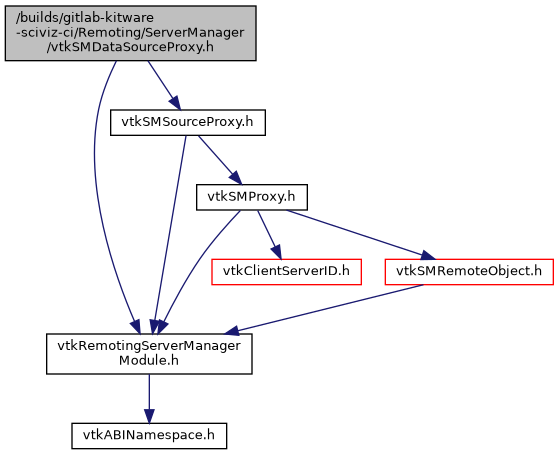 /builds/gitlab-kitware
-sciviz-ci/Remoting/ServerManager
/vtkSMDataSourceProxy.h
vtkSMSourceProxy.h
vtkSMProxy.h
vtkClientServerID.h
vtkSMRemoteObject.h
vtkRemotingServerManager
Module.h
vtkABINamespace.h